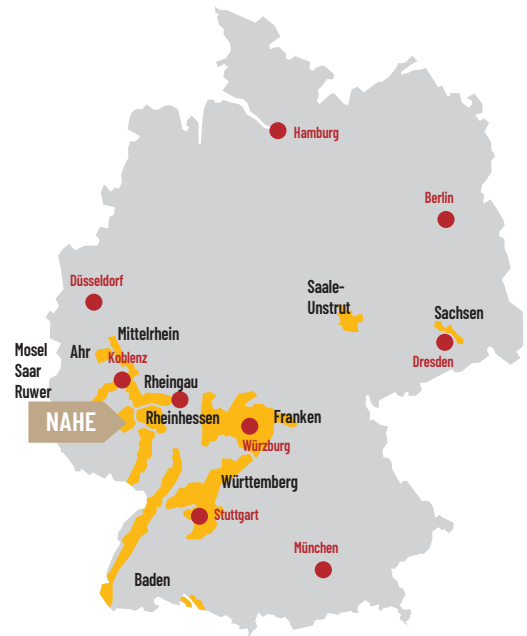 Hamburg
Berlin
Düsseldorf
Saale-
Unstrut
Sachsen
Mittelrhein
Mosel
Saar
Ruwer
Ahr
Koblenz
Dresden
Rheingau
NAHE
Rheinhessen
Franken
Würzburg
Württemberg
Stuttgart
München
Baden